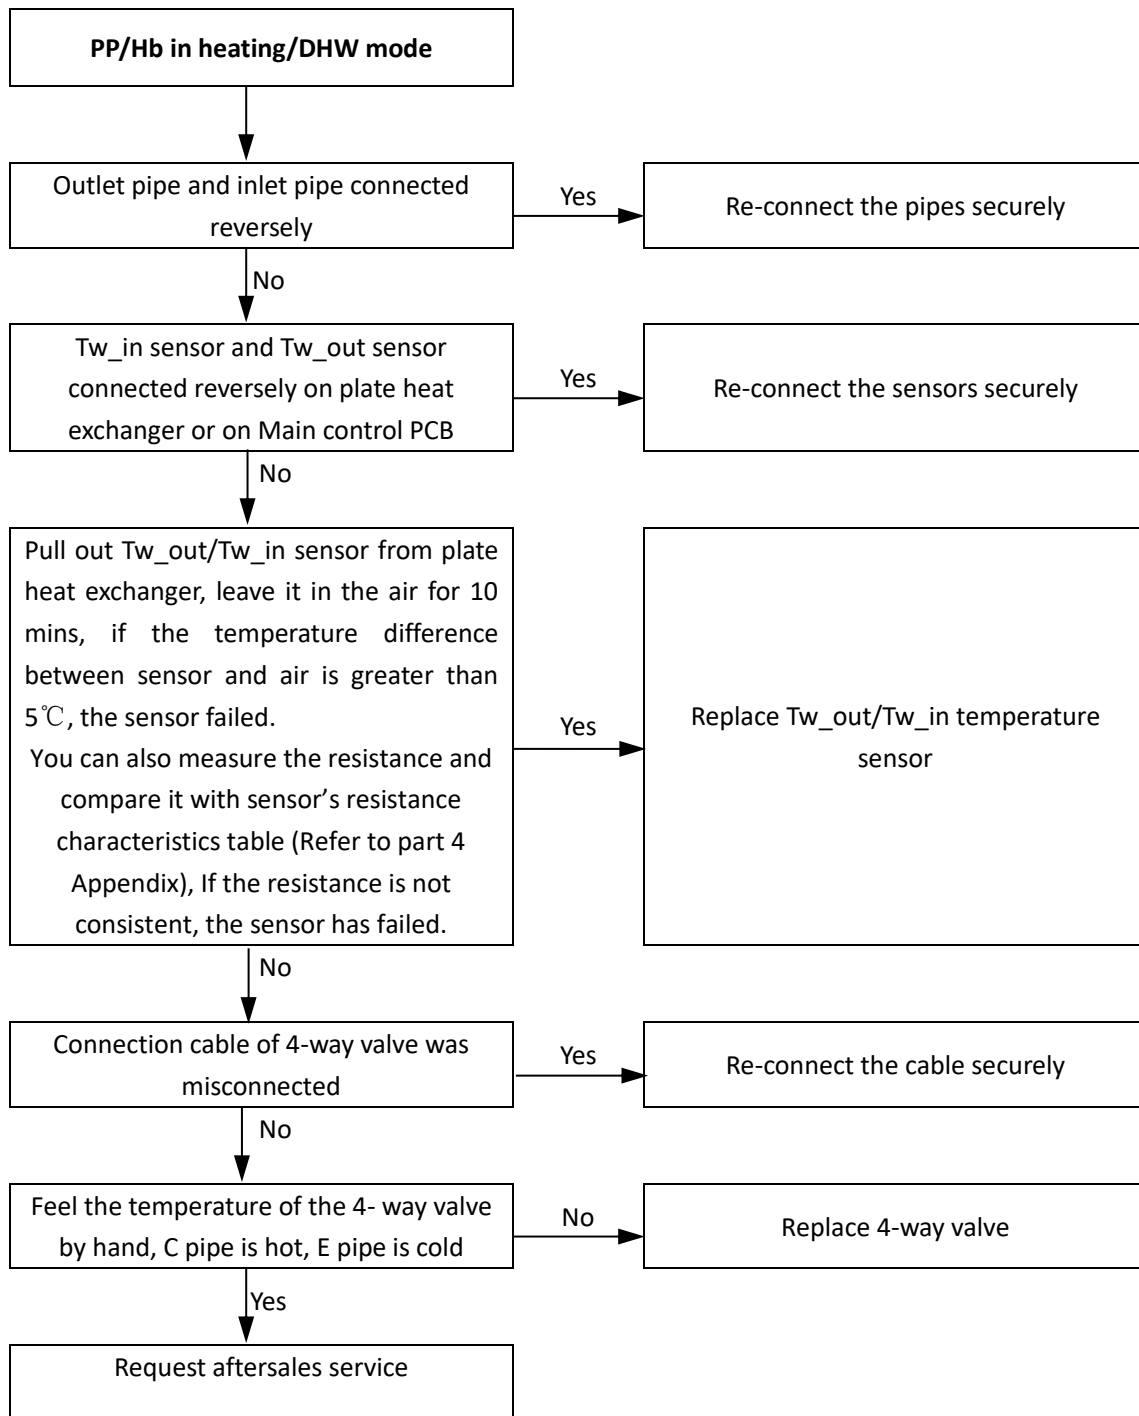 PP/Hb in heating/DHW mode
Outlet pipe and inlet pipe connected
reversely
Yes
Re-connect the pipes securely
No
Tw_in sensor and Tw_out sensor
connected reversely on plate heat
exchanger or on Main control PCB
Yes
Re-connect the sensors securely
No
Pull out Tw_out/Tw_in sensor from plate
heat exchanger, leave it in the air for 10
mins, if the temperature difference
between sensor and air is greater than
5℃, the sensor failed.
You can also measure the resistance and
compare it with sensor’s resistance
characteristics table (Refer to part 4
Appendix), If the resistance is not
consistent, the sensor has failed.
Yes
Replace Tw_out/Tw_in temperature
sensor
No
Connection cable of 4-way valve was
misconnected
Yes
Re-connect the cable securely
No
Feel the temperature of the 4- way valve
by hand, C pipe is hot, E pipe is cold
No
Replace 4-way valve
Yes
Request aftersales service